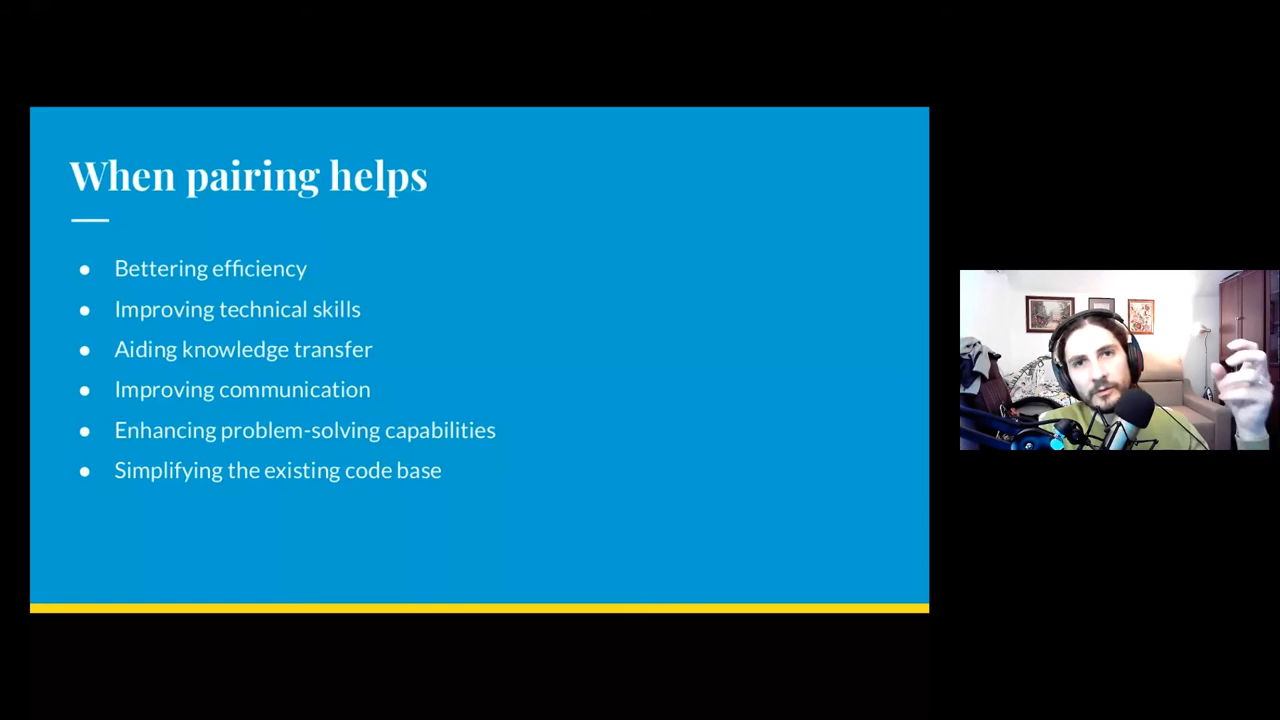 When pairing helps
● Bettering efficiency
● Improving technical skills
● Aiding knowledge transfer
● Improving communication
● Enhancing problem-solving capabilities
● Simplifying the existing code base